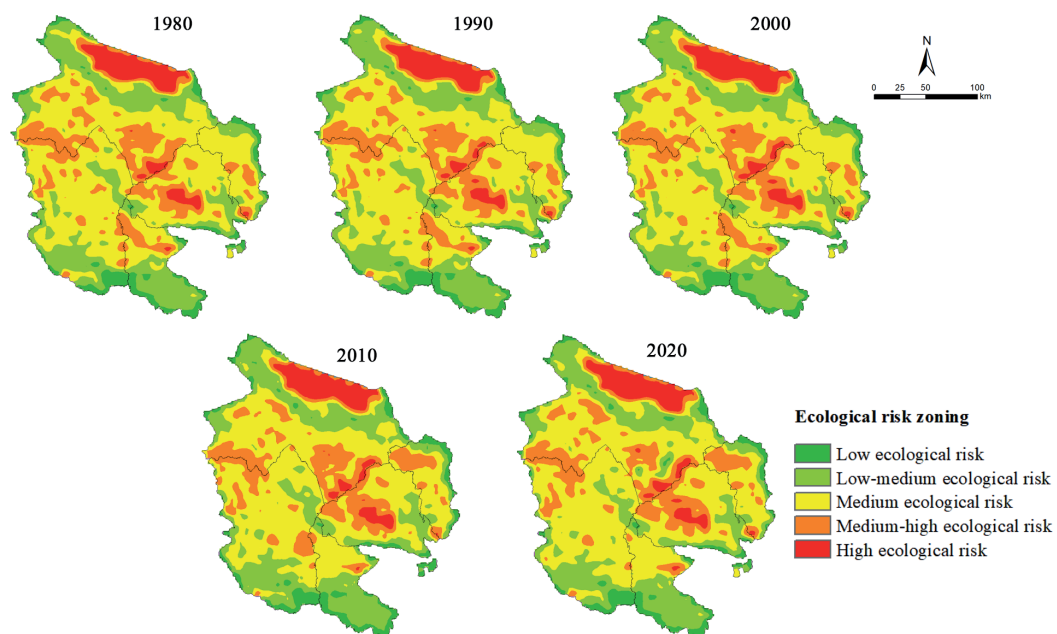 1980
1990
2000
N
0 25 50 100
km
2010
2020
Ecological risk zoning
Low ecological risk
Low-medium ecological risk
Medium ecological risk
Medium-high ecological risk
High ecological risk